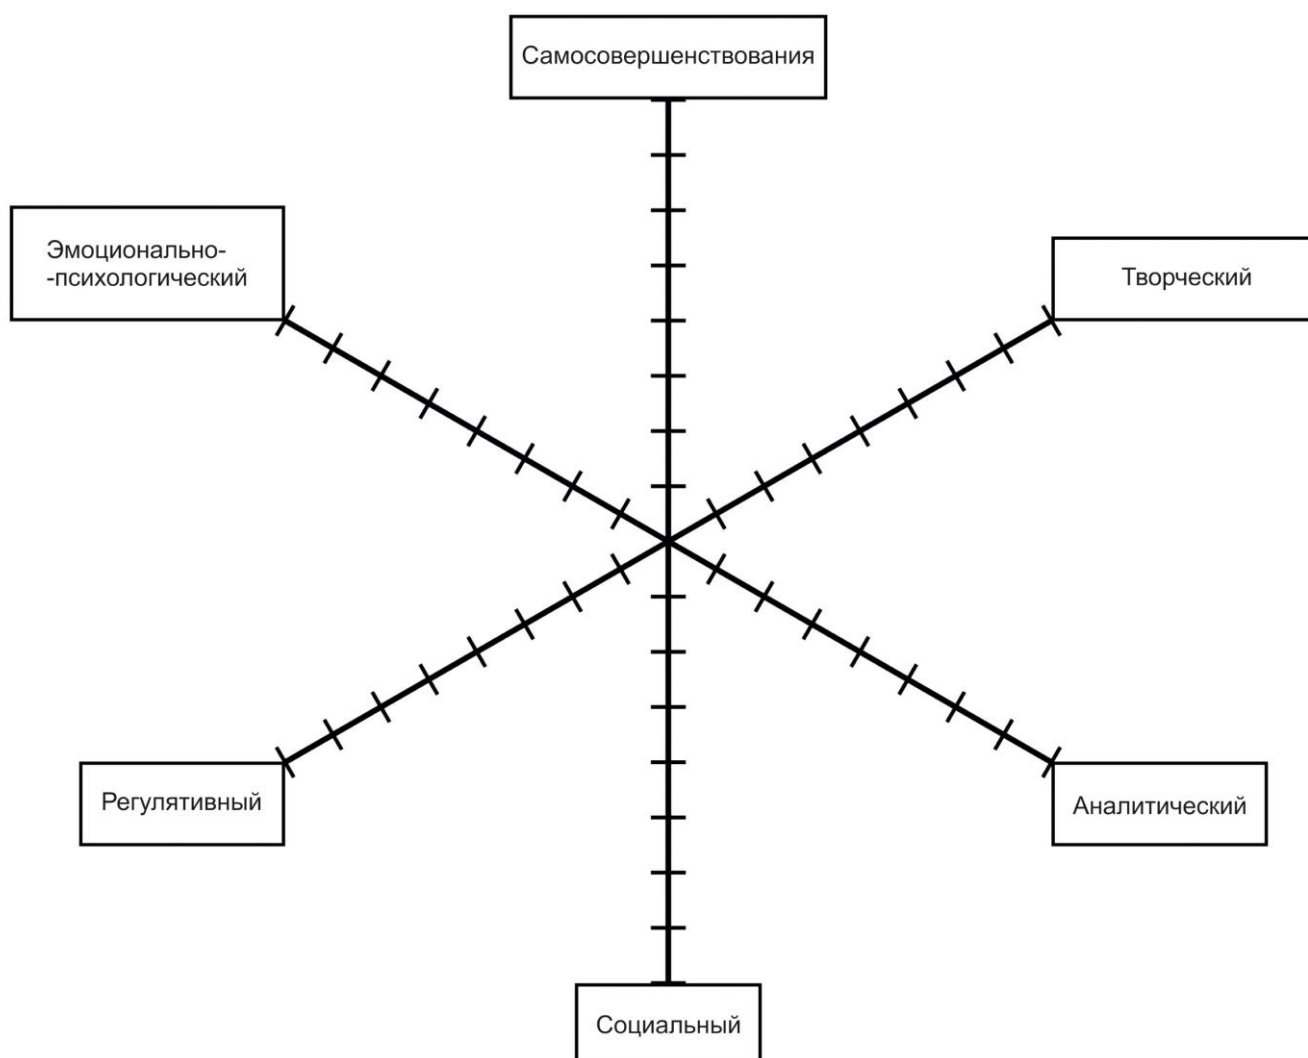 Самосовершенствования
Эмоционально-
-психологический
Творческий
Регулятивный
Аналитический
Социальный